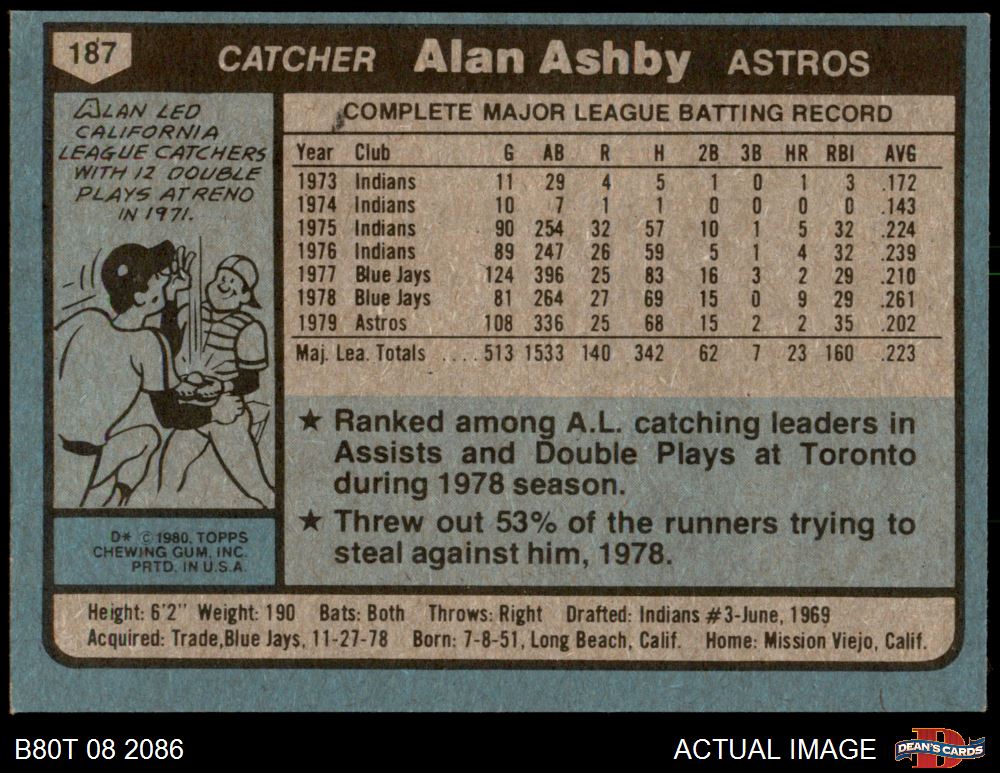 187 CATCHER Alan Ashby ASTROS
ALAN LED
CALIFORNIA
LEAGUE CATCHERS
WITH 12 DOUBLE
PLAYS AT RENO
IN 1971.
D* © 1980, TOPPS
CHEWING GUM, INC.
PRTD. IN U.S.A.
COMPLETE MAJOR LEAGUE BATTING RECORD
Year Club G AB R H 2B 3B HR RBI AVG
1973 Indians 11 29 4 5 1 0 1 3 .172
1974 Indians 10 7 1 1 0 0 0 0 .143
1975 Indians 90 254 32 57 10 1 5 32 .224
1976 Indians 89 247 26 59 5 1 4 32 .239
1977 Blue Jays 124 396 25 83 16 3 2 29 .210
1978 Blue Jays 81 264 27 69 15 0 9 29 .261
1979 Astros 108 336 25 68 15 2 2 35 .202
Maj. Lea. Totals .... 513 1533 140 342 62 7 23 160 .223
★ Ranked among A.L. catching leaders in
Assists and Double Plays at Toronto
during 1978 season.
★ Threw out 53% of the runners trying to
steal against him, 1978.
Height: 6'2" Weight: 190 Bats: Both Throws: Right Drafted: Indians #3-June, 1969
Acquired: Trade, Blue Jays, 11-27-78 Born: 7-8-51, Long Beach, Calif. Home: Mission Viejo, Calif.
B80T 08 2086 ACTUAL IMAGE D DEAN'S CARDS